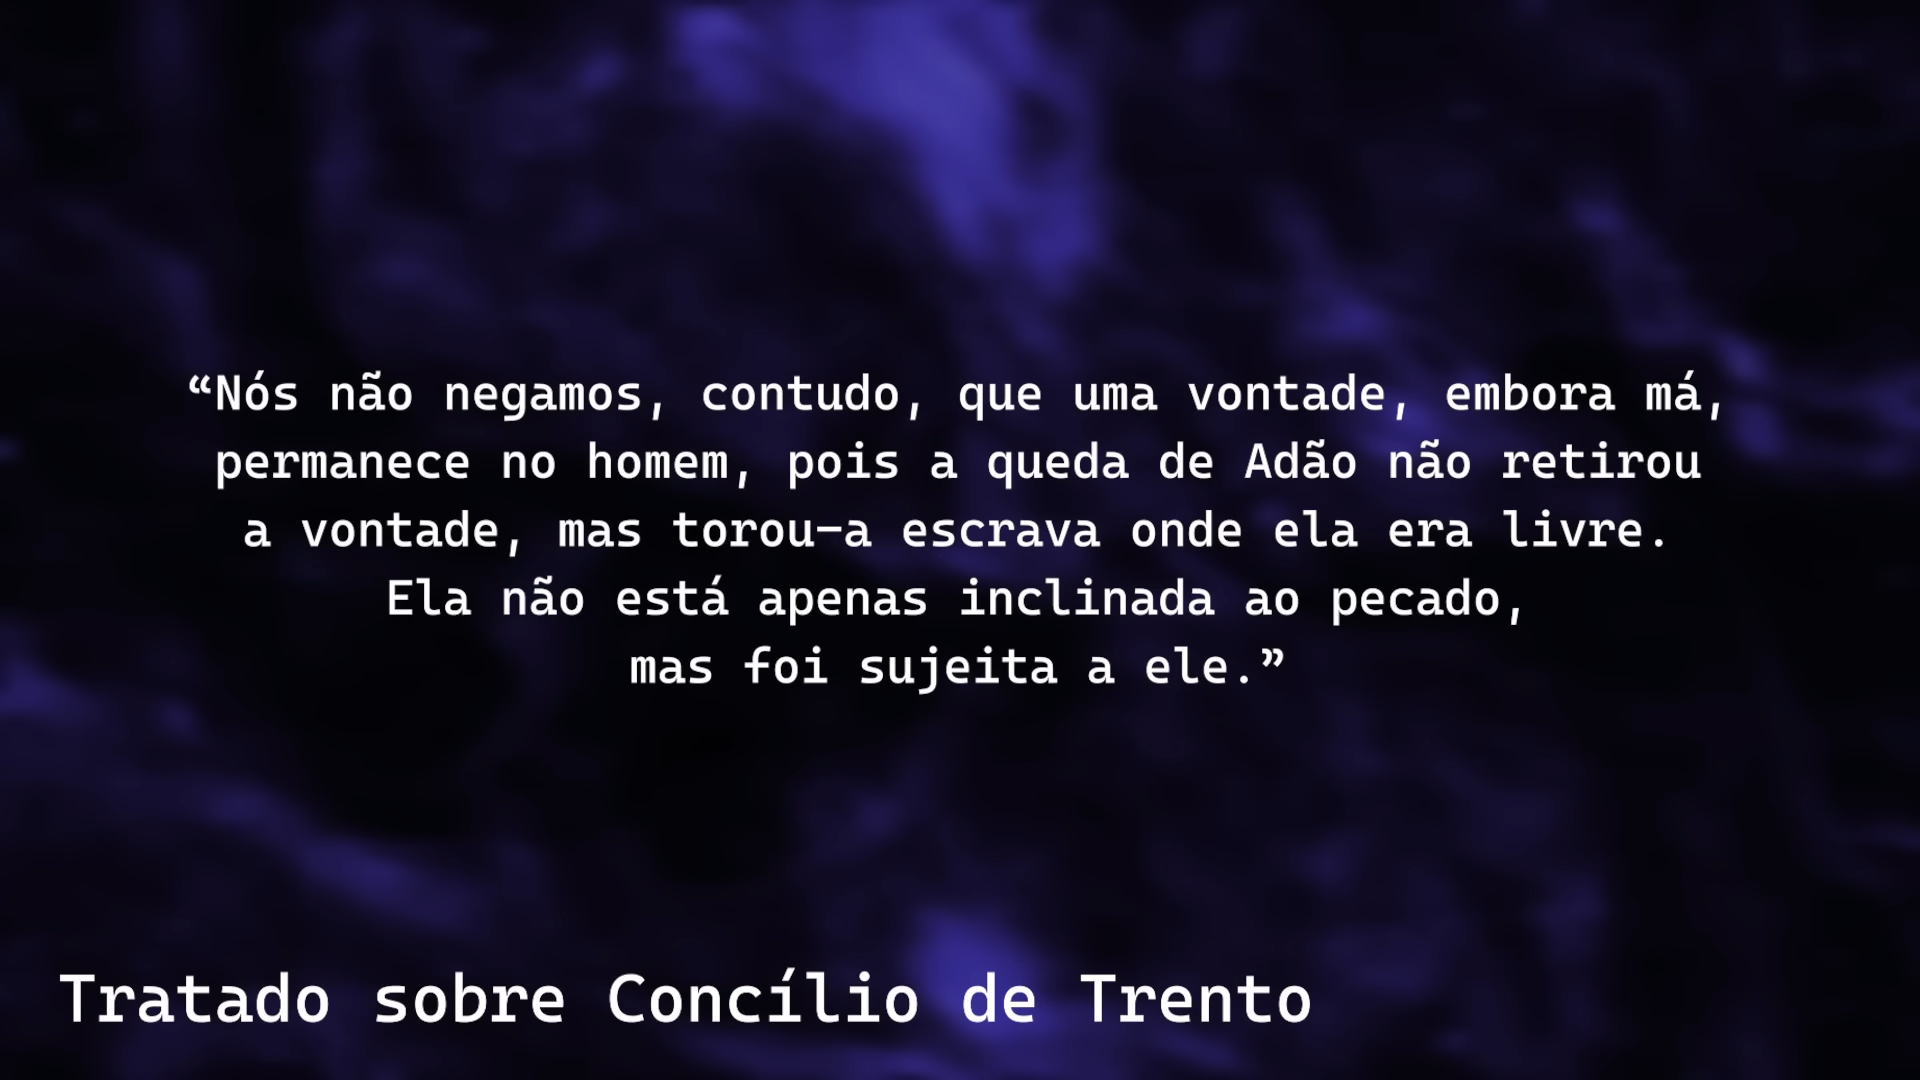 “Nós não negamos, contudo, que uma vontade, embora má,
permanece no homem, pois a queda de Adão não retirou
a vontade, mas torou-a escrava onde ela era livre.
Ela não está apenas inclinada ao pecado,
mas foi sujeita a ele.”
Tratado sobre Concílio de Trento